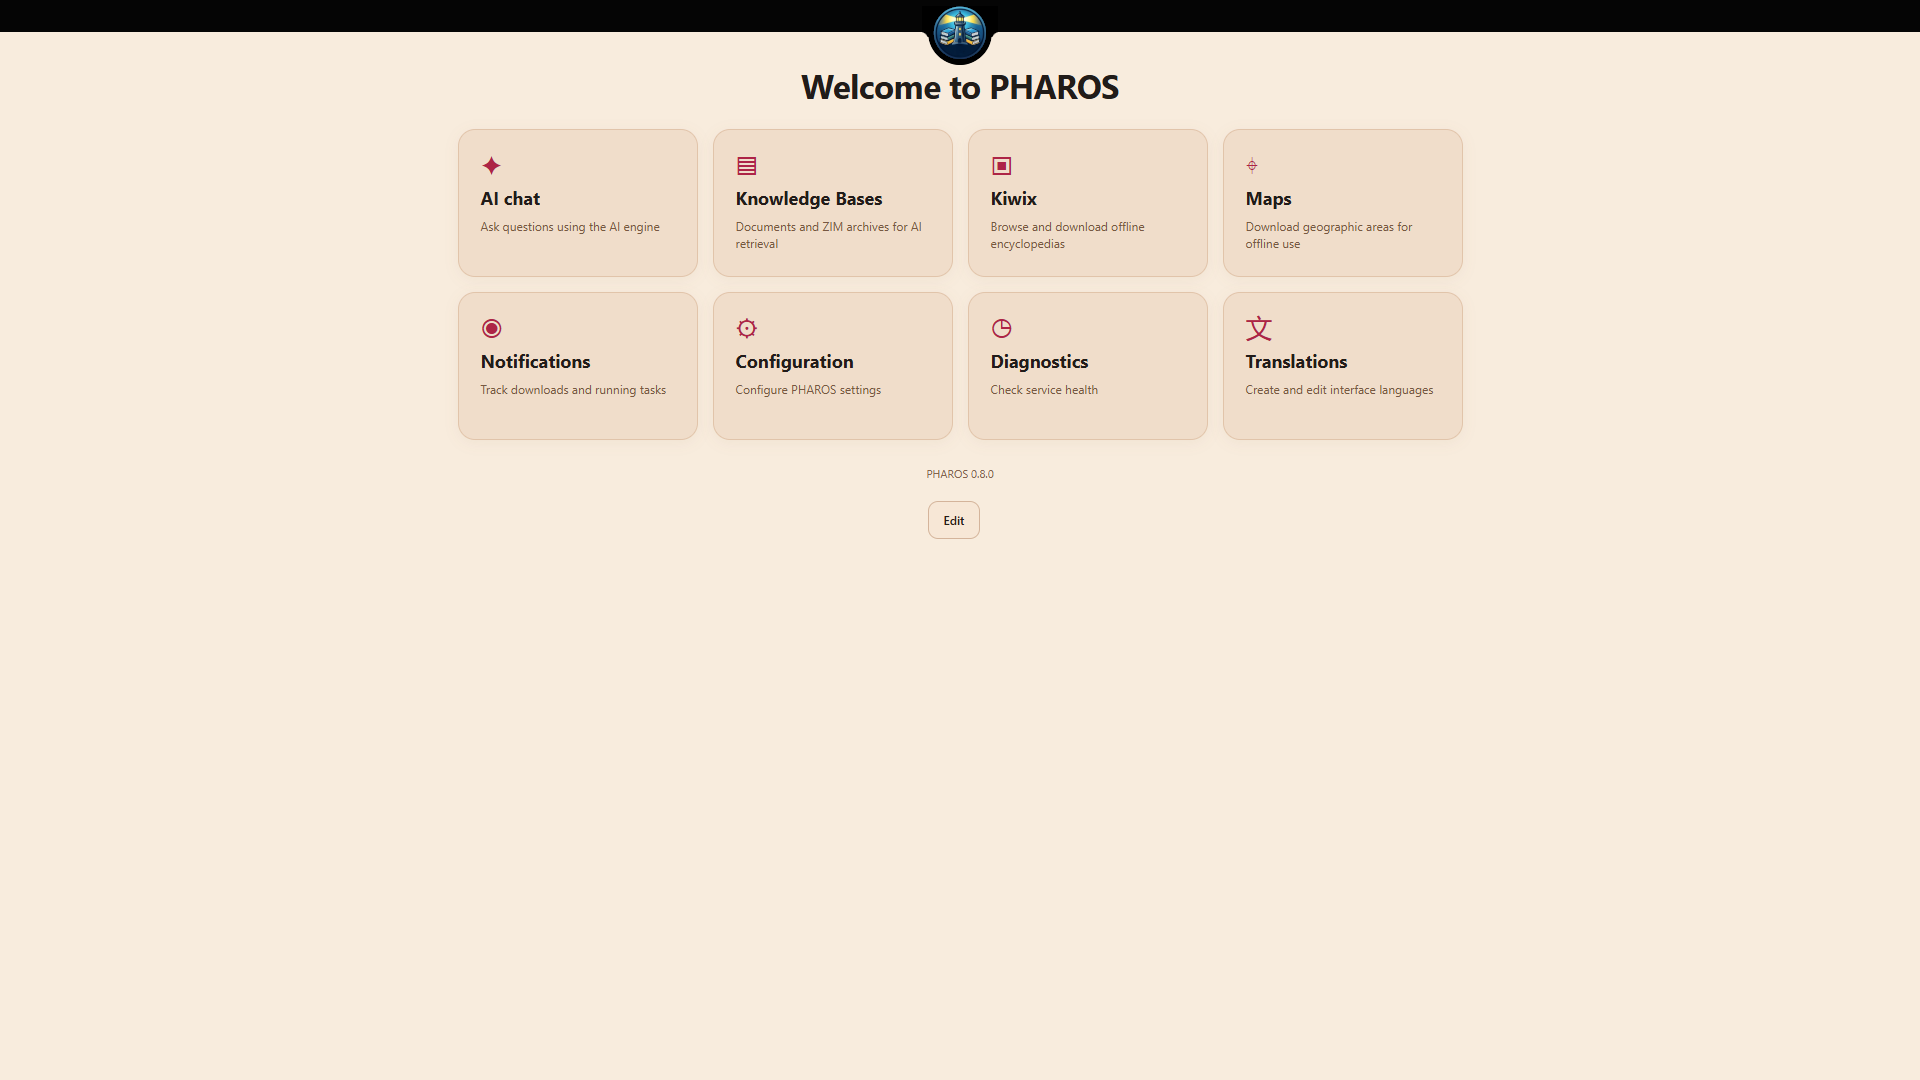 Welcome to PHAROS
AI chat
Ask questions using the AI engine
Knowledge Bases
Documents and ZIM archives for AI
retrieval
Kiwix
Browse and download offline
encyclopedias
Maps
Download geographic areas for
offline use
Notifications
Track downloads and running tasks
Configuration
Configure PHAROS settings
Diagnostics
Check service health
文
Translations
Create and edit interface languages
PHAROS 0.8.0
Edit